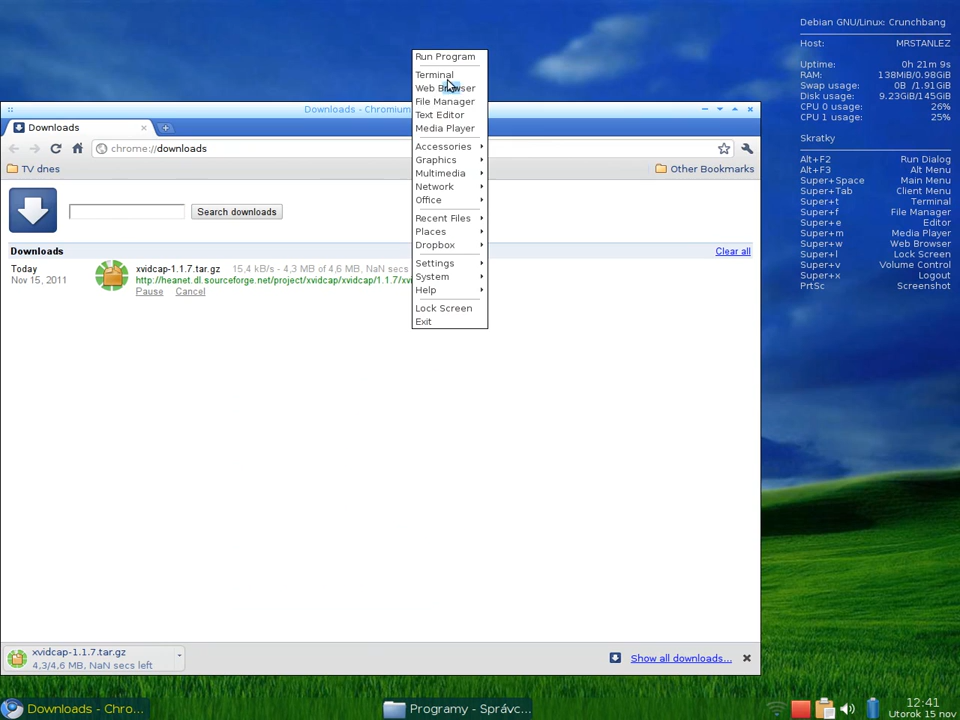 Debian GNU/Linux: Crunchbang
Host: MRSTANLEZ
Uptime: 0h 21m 9s
RAM: 138MiB/0.98GiB
Swap usage: 0B /1.91GiB
Disk usage: 9.23GiB/145GiB
CPU 0 usage: 26%
CPU 1 usage: 25%
Skratky
Alt+F2 Run Dialog
Alt+F3 Alt Menu
Super+Space Main Menu
Super+Tab Client Menu
Super+t Terminal
Super+f File Manager
Super+e Editor
Super+m Media Player
Super+w Web Browser
Super+l Lock Screen
Super+v Volume Control
Super+x Logout
PrtSc Screenshot
Run Program
Terminal
Web Browser
File Manager
Text Editor
Media Player
Accessories
Graphics
Multimedia
Network
Office
Recent Files
Places
Dropbox
Settings
System
Help
Lock Screen
Exit
Downloads - Chromium
Downloads
chrome://downloads
TV dnes
Other Bookmarks
Search downloads
Downloads
Clear all
Today
Nov 15, 2011
xvidcap-1.1.7.tar.gz 15,4 kB/s - 4,3 MB of 4,6 MB, NaN secs
http://heanet.dl.sourceforge.net/project/xvidcap/xvidcap/1.1.7/xvi
Pause Cancel
xvidcap-1.1.7.tar.gz
4,3/4,6 MB, NaN secs left
Show all downloads...
Downloads - Chro...
Programy - Správc...
12:41
Utorok 15 nov